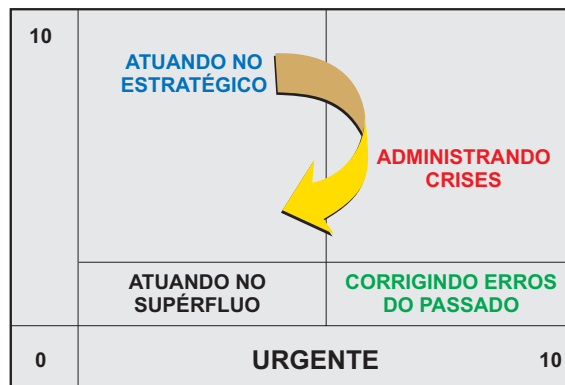 10
ATUANDO NO
ESTRATÉGICO
ADMINISTRANDO
CRISES
ATUANDO NO
SUPÉRFLUO
CORRIGINDO ERROS
DO PASSADO
0
URGENTE
10